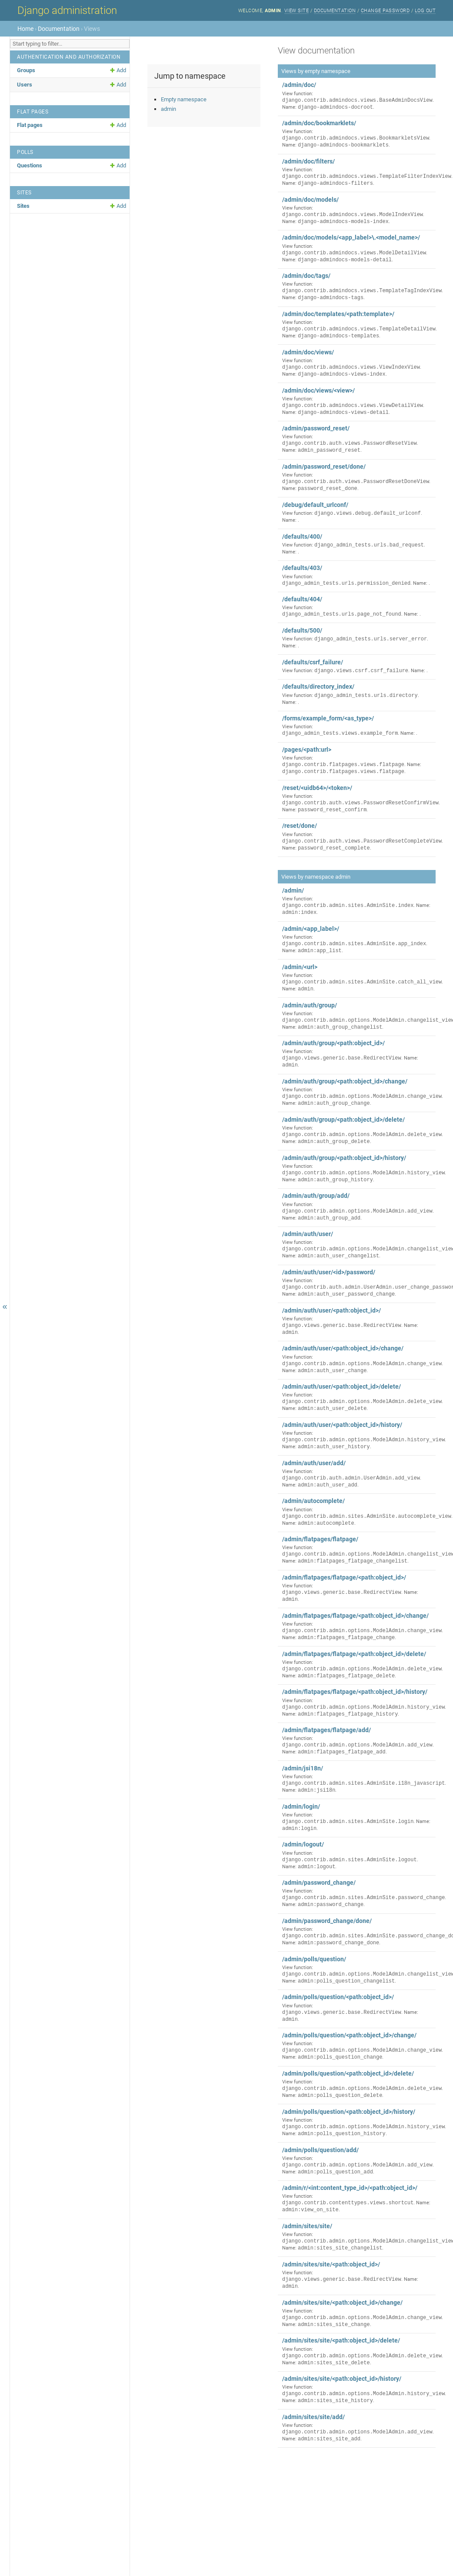 Django administration
WELCOME, ADMIN. VIEW SITE / DOCUMENTATION / CHANGE PASSWORD / LOG OUT
Home › Documentation › Views
Start typing to filter...
AUTHENTICATION AND AUTHORIZATION
Groups Add
Users Add
FLAT PAGES
Flat pages Add
POLLS
Questions Add
SITES
Sites Add
«
Jump to namespace
Empty namespace
admin
View documentation
Views by empty namespace
/admin/doc/
View function:
django.contrib.admindocs.views.BaseAdminDocsView.
Name: django-admindocs-docroot.
/admin/doc/bookmarklets/
View function:
django.contrib.admindocs.views.BookmarkletsView.
Name: django-admindocs-bookmarklets.
/admin/doc/filters/
View function:
django.contrib.admindocs.views.TemplateFilterIndexView.
Name: django-admindocs-filters.
/admin/doc/models/
View function:
django.contrib.admindocs.views.ModelIndexView.
Name: django-admindocs-models-index.
/admin/doc/models/<app_label>\.<model_name>/
View function:
django.contrib.admindocs.views.ModelDetailView.
Name: django-admindocs-models-detail.
/admin/doc/tags/
View function:
django.contrib.admindocs.views.TemplateTagIndexView.
Name: django-admindocs-tags.
/admin/doc/templates/<path:template>/
View function:
django.contrib.admindocs.views.TemplateDetailView.
Name: django-admindocs-templates.
/admin/doc/views/
View function:
django.contrib.admindocs.views.ViewIndexView.
Name: django-admindocs-views-index.
/admin/doc/views/<view>/
View function:
django.contrib.admindocs.views.ViewDetailView.
Name: django-admindocs-views-detail.
/admin/password_reset/
View function:
django.contrib.auth.views.PasswordResetView.
Name: admin_password_reset.
/admin/password_reset/done/
View function:
django.contrib.auth.views.PasswordResetDoneView.
Name: password_reset_done.
/debug/default_urlconf/
View function: django.views.debug.default_urlconf.
Name: .
/defaults/400/
View function: django_admin_tests.urls.bad_request.
Name: .
/defaults/403/
View function:
django_admin_tests.urls.permission_denied. Name: .
/defaults/404/
View function:
django_admin_tests.urls.page_not_found. Name: .
/defaults/500/
View function: django_admin_tests.urls.server_error.
Name: .
/defaults/csrf_failure/
View function: django.views.csrf.csrf_failure. Name: .
/defaults/directory_index/
View function: django_admin_tests.urls.directory.
Name: .
/forms/example_form/<as_type>/
View function:
django_admin_tests.views.example_form. Name: .
/pages/<path:url>
View function:
django.contrib.flatpages.views.flatpage. Name:
django.contrib.flatpages.views.flatpage.
/reset/<uidb64>/<token>/
View function:
django.contrib.auth.views.PasswordResetConfirmView.
Name: password_reset_confirm.
/reset/done/
View function:
django.contrib.auth.views.PasswordResetCompleteView.
Name: password_reset_complete.
Views by namespace admin
/admin/
View function:
django.contrib.admin.sites.AdminSite.index. Name:
admin:index.
/admin/<app_label>/
View function:
django.contrib.admin.sites.AdminSite.app_index.
Name: admin:app_list.
/admin/<url>
View function:
django.contrib.admin.sites.AdminSite.catch_all_view.
Name: admin.
/admin/auth/group/
View function:
django.contrib.admin.options.ModelAdmin.changelist_view
Name: admin:auth_group_changelist.
/admin/auth/group/<path:object_id>/
View function:
django.views.generic.base.RedirectView. Name:
admin.
/admin/auth/group/<path:object_id>/change/
View function:
django.contrib.admin.options.ModelAdmin.change_view.
Name: admin:auth_group_change.
/admin/auth/group/<path:object_id>/delete/
View function:
django.contrib.admin.options.ModelAdmin.delete_view.
Name: admin:auth_group_delete.
/admin/auth/group/<path:object_id>/history/
View function:
django.contrib.admin.options.ModelAdmin.history_view.
Name: admin:auth_group_history.
/admin/auth/group/add/
View function:
django.contrib.admin.options.ModelAdmin.add_view.
Name: admin:auth_group_add.
/admin/auth/user/
View function:
django.contrib.admin.options.ModelAdmin.changelist_view
Name: admin:auth_user_changelist.
/admin/auth/user/<id>/password/
View function:
django.contrib.auth.admin.UserAdmin.user_change_passwo
Name: admin:auth_user_password_change.
/admin/auth/user/<path:object_id>/
View function:
django.views.generic.base.RedirectView. Name:
admin.
/admin/auth/user/<path:object_id>/change/
View function:
django.contrib.admin.options.ModelAdmin.change_view.
Name: admin:auth_user_change.
/admin/auth/user/<path:object_id>/delete/
View function:
django.contrib.admin.options.ModelAdmin.delete_view.
Name: admin:auth_user_delete.
/admin/auth/user/<path:object_id>/history/
View function:
django.contrib.admin.options.ModelAdmin.history_view.
Name: admin:auth_user_history.
/admin/auth/user/add/
View function:
django.contrib.auth.admin.UserAdmin.add_view.
Name: admin:auth_user_add.
/admin/autocomplete/
View function:
django.contrib.admin.sites.AdminSite.autocomplete_view.
Name: admin:autocomplete.
/admin/flatpages/flatpage/
View function:
django.contrib.admin.options.ModelAdmin.changelist_view
Name: admin:flatpages_flatpage_changelist.
/admin/flatpages/flatpage/<path:object_id>/
View function:
django.views.generic.base.RedirectView. Name:
admin.
/admin/flatpages/flatpage/<path:object_id>/change/
View function:
django.contrib.admin.options.ModelAdmin.change_view.
Name: admin:flatpages_flatpage_change.
/admin/flatpages/flatpage/<path:object_id>/delete/
View function:
django.contrib.admin.options.ModelAdmin.delete_view.
Name: admin:flatpages_flatpage_delete.
/admin/flatpages/flatpage/<path:object_id>/history/
View function:
django.contrib.admin.options.ModelAdmin.history_view.
Name: admin:flatpages_flatpage_history.
/admin/flatpages/flatpage/add/
View function:
django.contrib.admin.options.ModelAdmin.add_view.
Name: admin:flatpages_flatpage_add.
/admin/jsi18n/
View function:
django.contrib.admin.sites.AdminSite.i18n_javascript.
Name: admin:jsi18n.
/admin/login/
View function:
django.contrib.admin.sites.AdminSite.login. Name:
admin:login.
/admin/logout/
View function:
django.contrib.admin.sites.AdminSite.logout.
Name: admin:logout.
/admin/password_change/
View function:
django.contrib.admin.sites.AdminSite.password_change.
Name: admin:password_change.
/admin/password_change/done/
View function:
django.contrib.admin.sites.AdminSite.password_change_do
Name: admin:password_change_done.
/admin/polls/question/
View function:
django.contrib.admin.options.ModelAdmin.changelist_view
Name: admin:polls_question_changelist.
/admin/polls/question/<path:object_id>/
View function:
django.views.generic.base.RedirectView. Name:
admin.
/admin/polls/question/<path:object_id>/change/
View function:
django.contrib.admin.options.ModelAdmin.change_view.
Name: admin:polls_question_change.
/admin/polls/question/<path:object_id>/delete/
View function:
django.contrib.admin.options.ModelAdmin.delete_view.
Name: admin:polls_question_delete.
/admin/polls/question/<path:object_id>/history/
View function:
django.contrib.admin.options.ModelAdmin.history_view.
Name: admin:polls_question_history.
/admin/polls/question/add/
View function:
django.contrib.admin.options.ModelAdmin.add_view.
Name: admin:polls_question_add.
/admin/r/<int:content_type_id>/<path:object_id>/
View function:
django.contrib.contenttypes.views.shortcut. Name:
admin:view_on_site.
/admin/sites/site/
View function:
django.contrib.admin.options.ModelAdmin.changelist_view
Name: admin:sites_site_changelist.
/admin/sites/site/<path:object_id>/
View function:
django.views.generic.base.RedirectView. Name:
admin.
/admin/sites/site/<path:object_id>/change/
View function:
django.contrib.admin.options.ModelAdmin.change_view.
Name: admin:sites_site_change.
/admin/sites/site/<path:object_id>/delete/
View function:
django.contrib.admin.options.ModelAdmin.delete_view.
Name: admin:sites_site_delete.
/admin/sites/site/<path:object_id>/history/
View function:
django.contrib.admin.options.ModelAdmin.history_view.
Name: admin:sites_site_history.
/admin/sites/site/add/
View function:
django.contrib.admin.options.ModelAdmin.add_view.
Name: admin:sites_site_add.